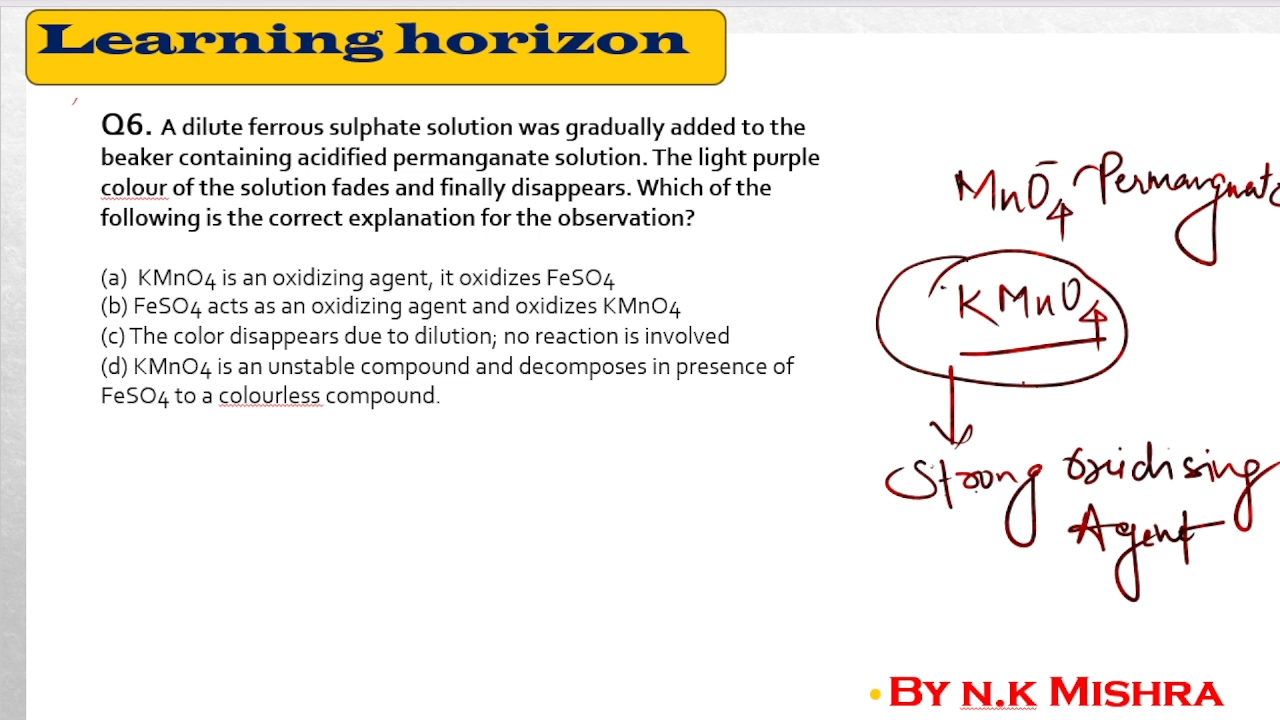 Learning horizon
Q6. A dilute ferrous sulphate solution was gradually added to the
beaker containing acidified permanganate solution. The light purple
colour of the solution fades and finally disappears. Which of the
following is the correct explanation for the observation?
(a) KMnO4 is an oxidizing agent, it oxidizes FeSO4
(b) FeSO4 acts as an oxidizing agent and oxidizes KMnO4
(c) The color disappears due to dilution; no reaction is involved
(d) KMnO4 is an unstable compound and decomposes in presence of
FeSO4 to a colourless compound.
MnO4⁻ Permanganate
KMnO4
Strong oxidising
Agent
• By N.K Mishra